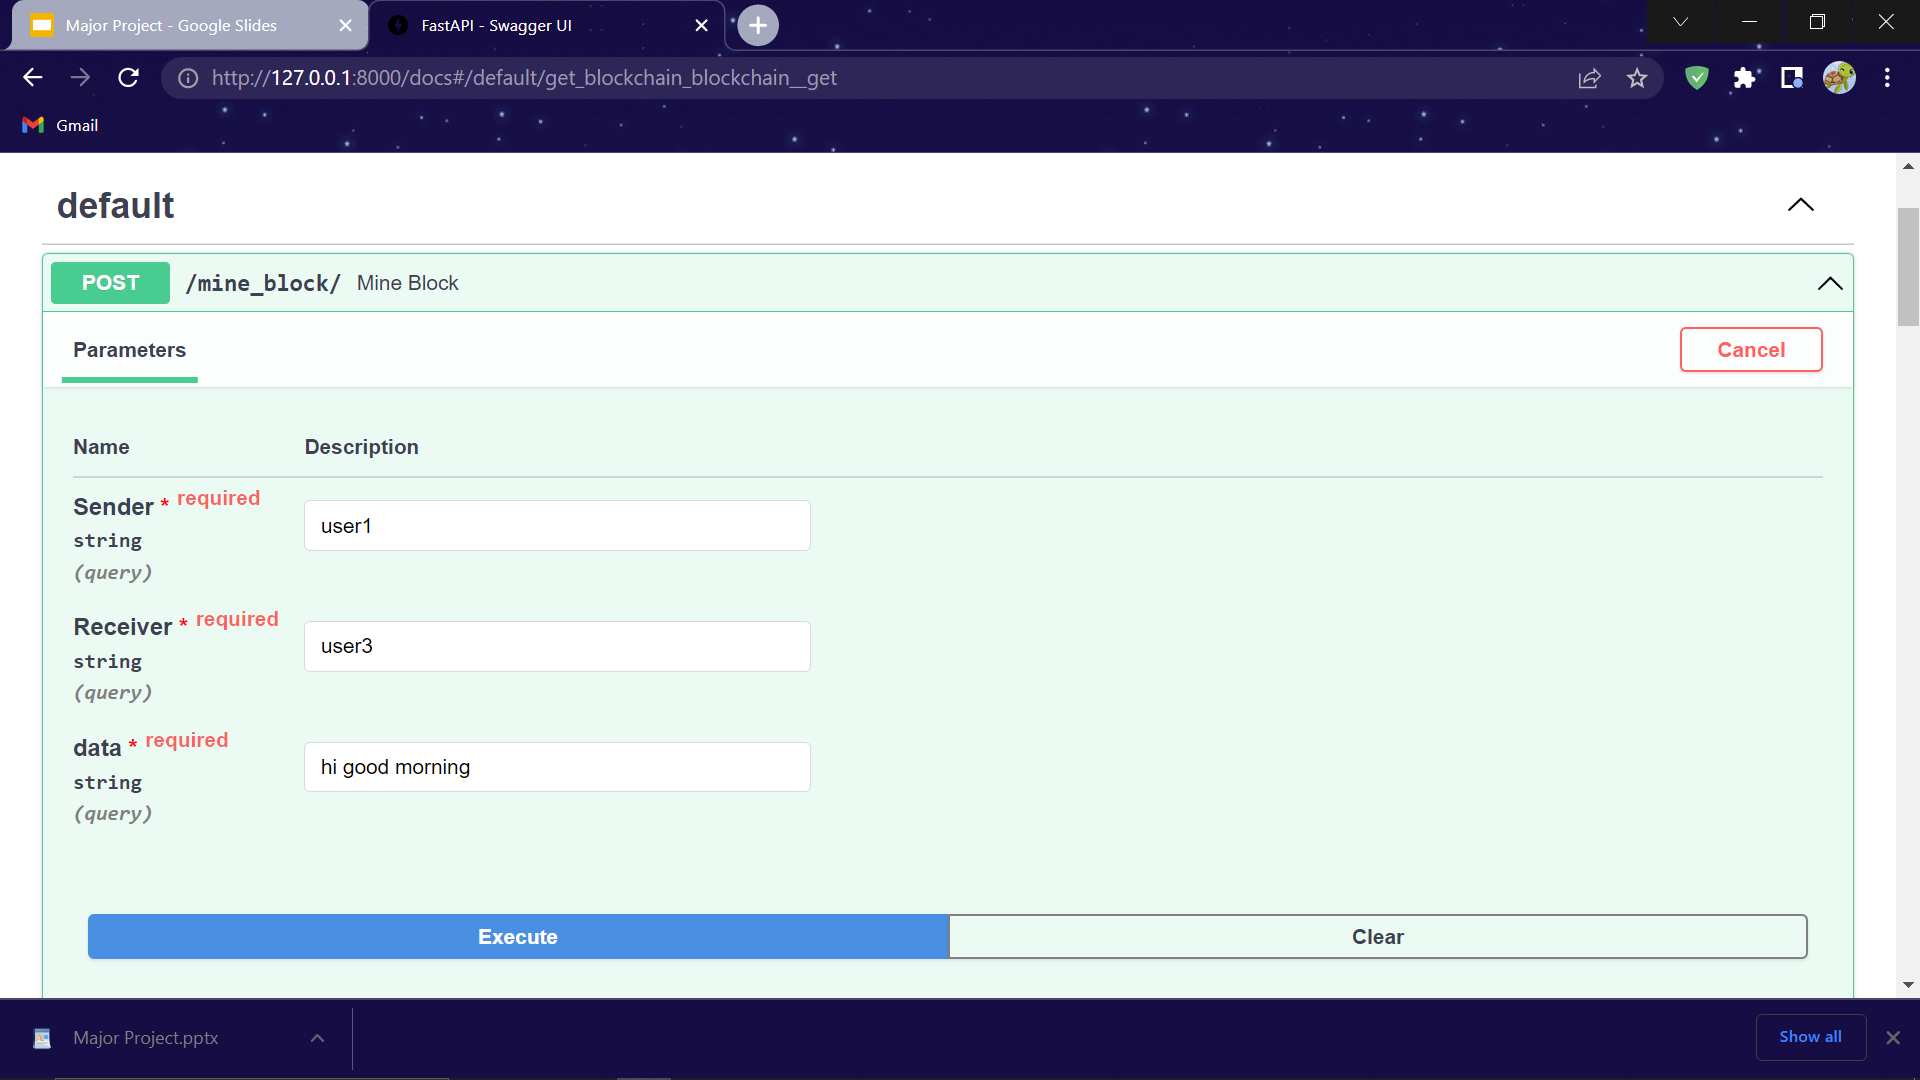 Major Project - Google Slides
FastAPI - Swagger UI
http://127.0.0.1:8000/docs#/default/get_blockchain_blockchain__get
Gmail
default
POST /mine_block/ Mine Block
Parameters
Cancel
Name Description
Sender * required
string
(query)
user1
Receiver * required
string
(query)
user3
data * required
string
(query)
hi good morning
Execute Clear
Major Project.pptx
Show all